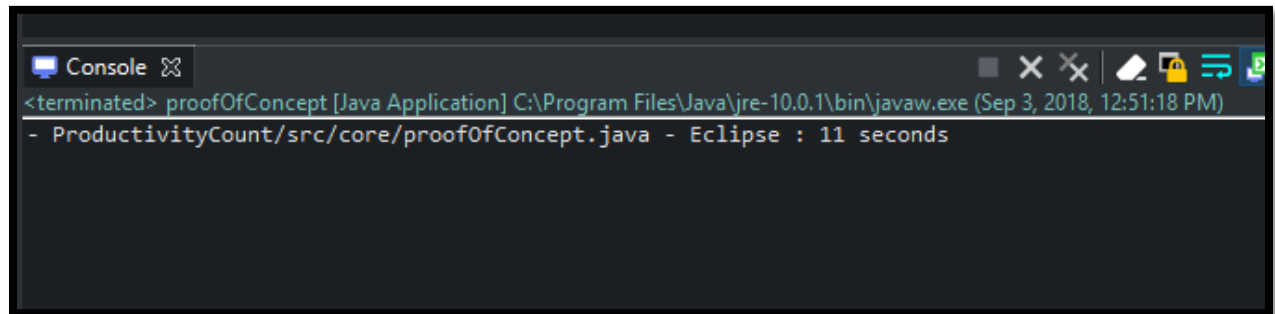 Console
<terminated> proofOfConcept [Java Application] C:\Program Files\Java\jre-10.0.1\bin\javaw.exe (Sep 3, 2018, 12:51:18 PM)
- ProductivityCount/src/core/proofOfConcept.java - Eclipse : 11 seconds